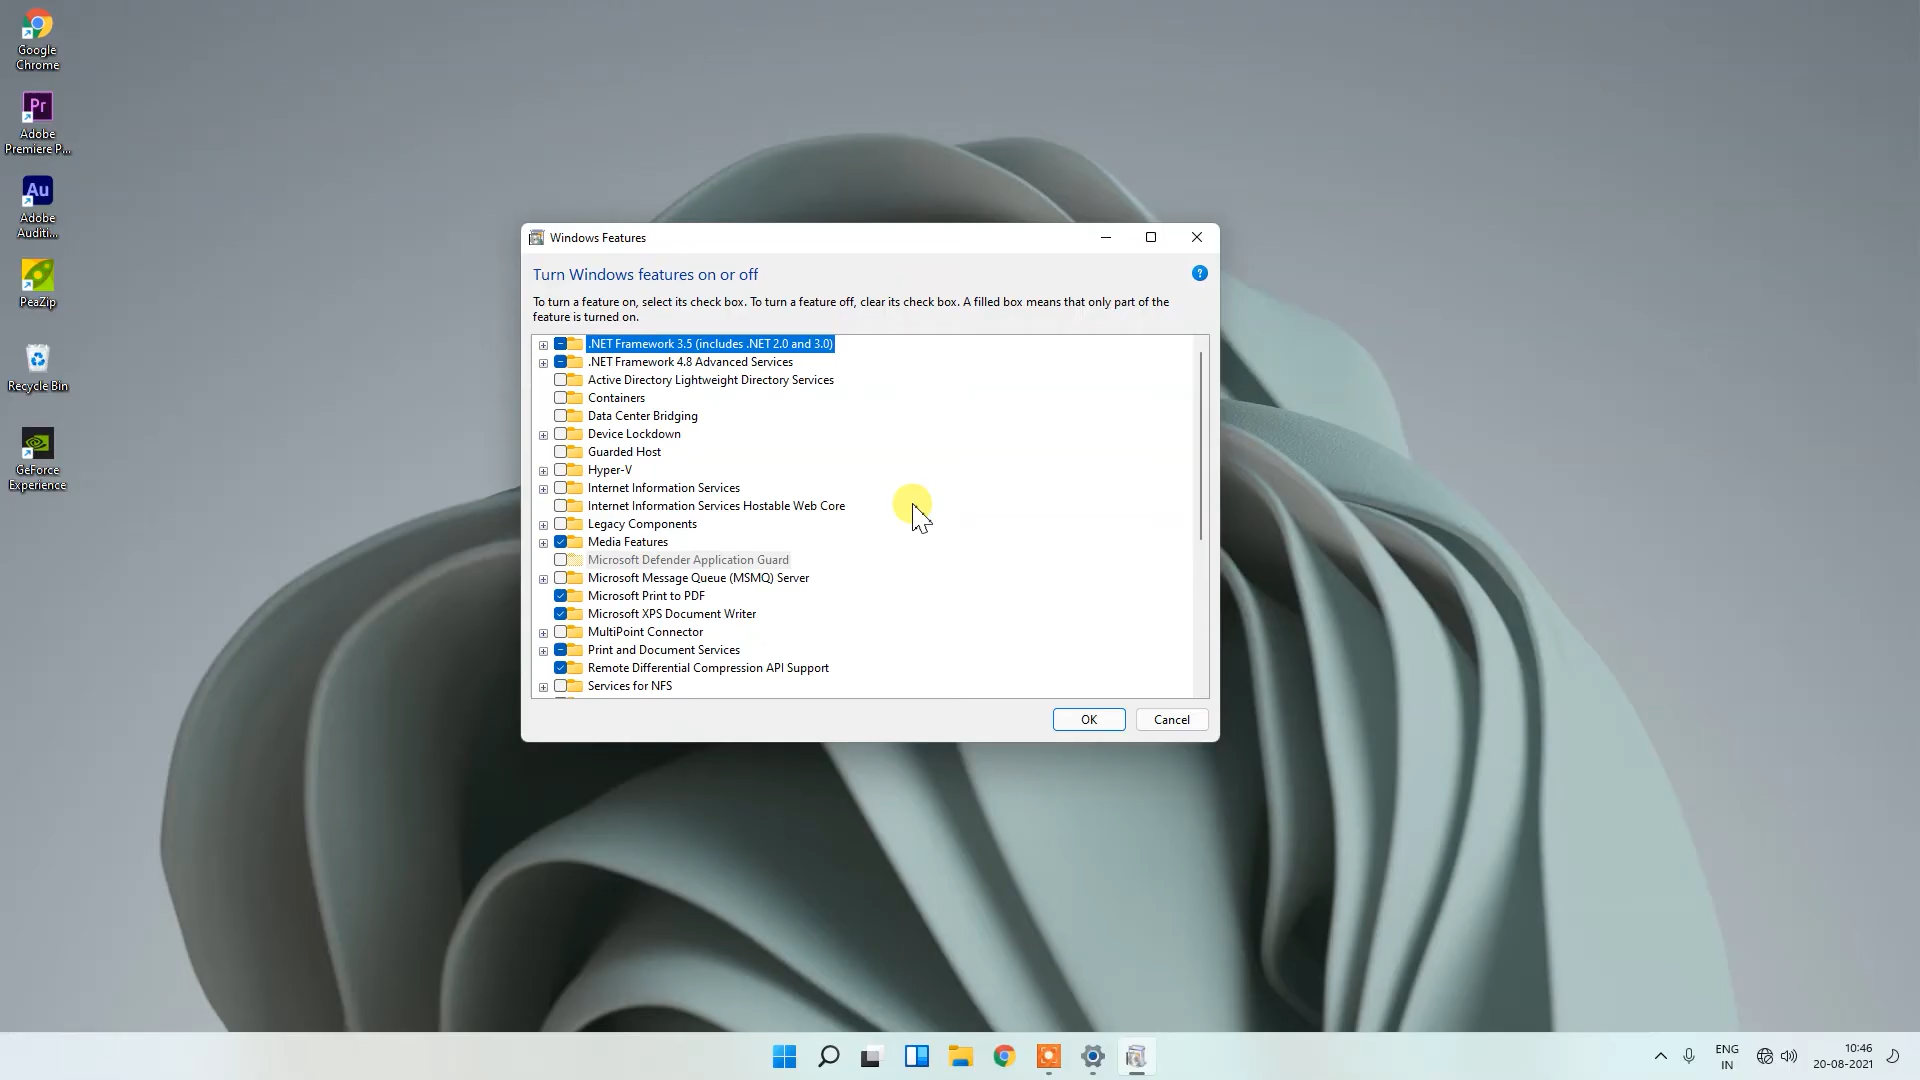 Google
Chrome
Pr
Adobe
Premiere P...
Au
Adobe
Auditi...
PeaZip
Recycle Bin
GeForce
Experience
Windows Features
Turn Windows features on or off
?
To turn a feature on, select its check box. To turn a feature off, clear its check box. A filled box means that only part of the
feature is turned on.
.NET Framework 3.5 (includes .NET 2.0 and 3.0)
.NET Framework 4.8 Advanced Services
Active Directory Lightweight Directory Services
Containers
Data Center Bridging
Device Lockdown
Guarded Host
Hyper-V
Internet Information Services
Internet Information Services Hostable Web Core
Legacy Components
Media Features
Microsoft Defender Application Guard
Microsoft Message Queue (MSMQ) Server
Microsoft Print to PDF
Microsoft XPS Document Writer
MultiPoint Connector
Print and Document Services
Remote Differential Compression API Support
Services for NFS
OK
Cancel
ENG
IN
10:46
20-08-2021